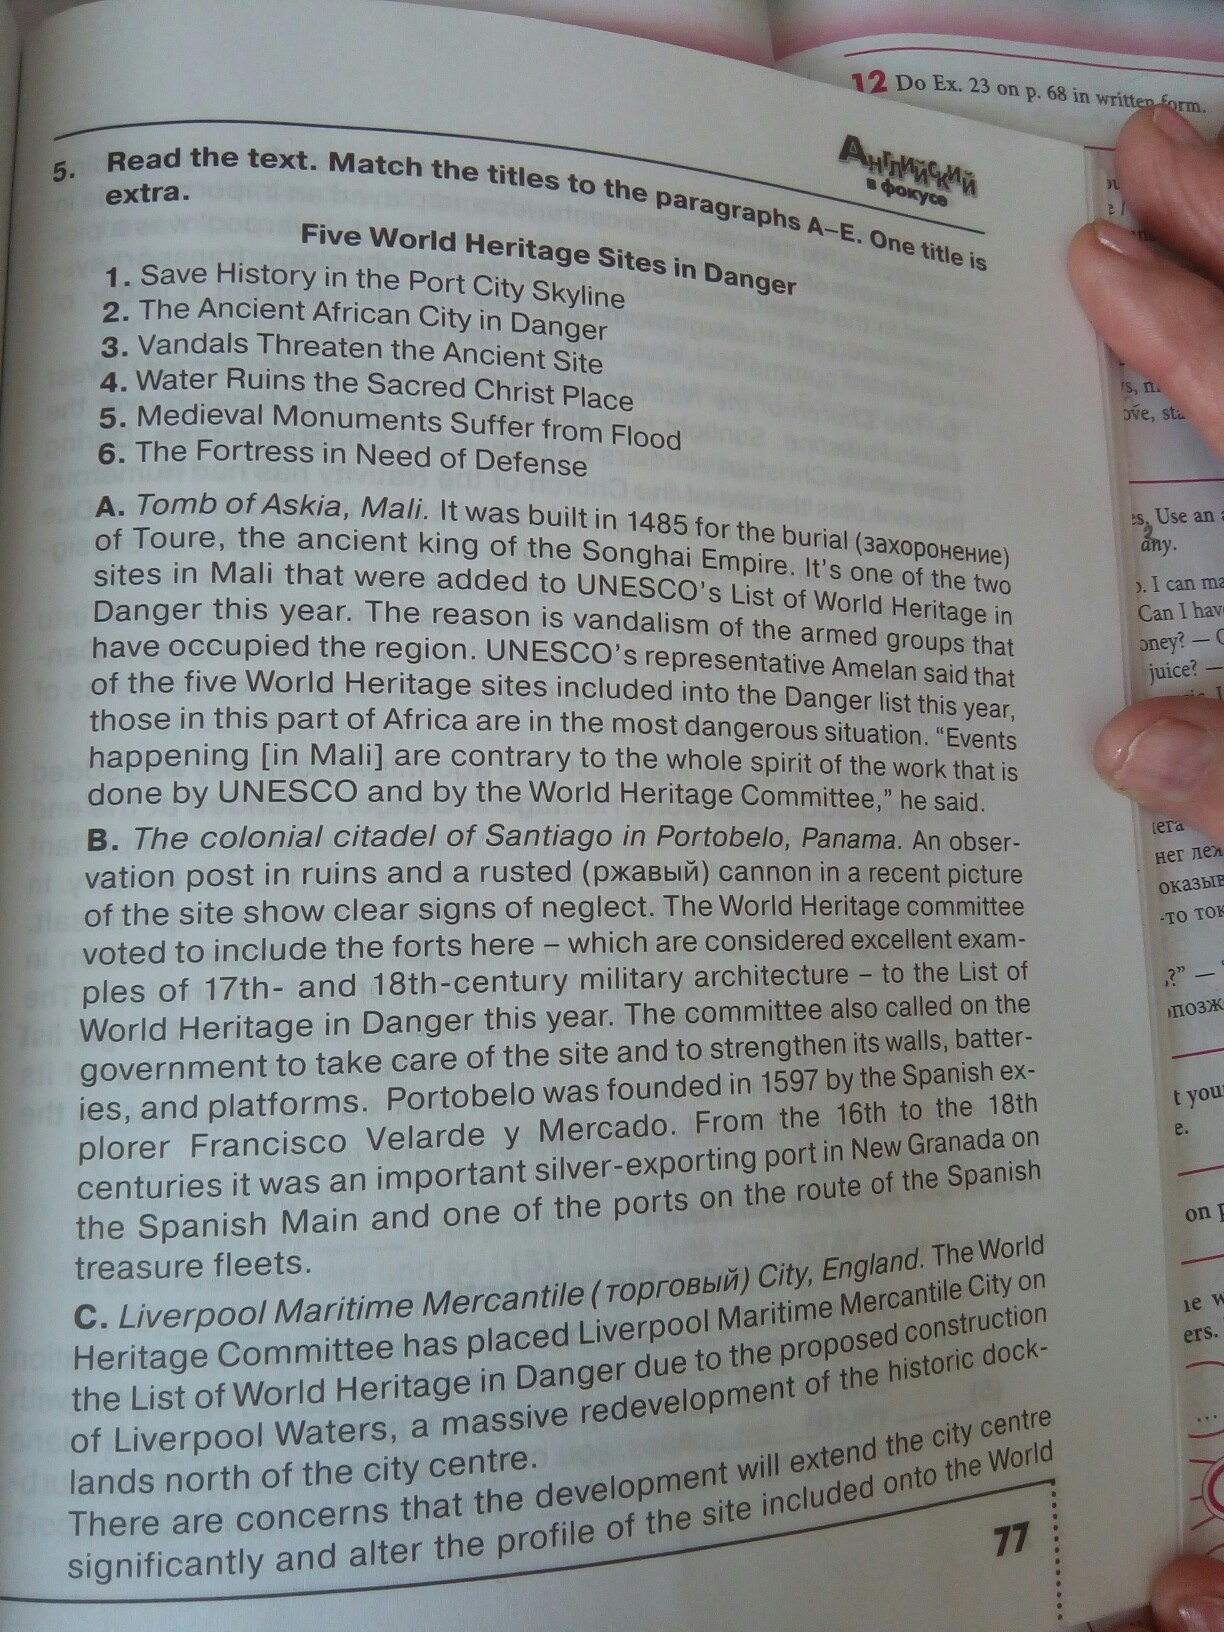 12 Do Ex. 23 on p. 68 in written form.
Английский
в фокусе
5. Read the text. Match the titles to the paragraphs A–E. One title is
extra.
Five World Heritage Sites in Danger
1. Save History in the Port City Skyline
2. The Ancient African City in Danger
3. Vandals Threaten the Ancient Site
4. Water Ruins the Sacred Christ Place
5. Medieval Monuments Suffer from Flood
6. The Fortress in Need of Defense
A. Tomb of Askia, Mali. It was built in 1485 for the burial (захоронение)
of Toure, the ancient king of the Songhai Empire. It's one of the two
sites in Mali that were added to UNESCO's List of World Heritage in
Danger this year. The reason is vandalism of the armed groups that
have occupied the region. UNESCO's representative Amelan said that
of the five World Heritage sites included into the Danger list this year,
those in this part of Africa are in the most dangerous situation. “Events
happening [in Mali] are contrary to the whole spirit of the work that is
done by UNESCO and by the World Heritage Committee,” he said.
B. The colonial citadel of Santiago in Portobelo, Panama. An obser-
vation post in ruins and a rusted (ржавый) cannon in a recent picture
of the site show clear signs of neglect. The World Heritage committee
voted to include the forts here – which are considered excellent exam-
ples of 17th- and 18th-century military architecture – to the List of
World Heritage in Danger this year. The committee also called on the
government to take care of the site and to strengthen its walls, batter-
ies, and platforms. Portobelo was founded in 1597 by the Spanish ex-
plorer Francisco Velarde y Mercado. From the 16th to the 18th
centuries it was an important silver-exporting port in New Granada on
the Spanish Main and one of the ports on the route of the Spanish
treasure fleets.
C. Liverpool Maritime Mercantile (торговый) City, England. The World
Heritage Committee has placed Liverpool Maritime Mercantile City on
the List of World Heritage in Danger due to the proposed construction
of Liverpool Waters, a massive redevelopment of the historic dock-
lands north of the city centre.
There are concerns that the development will extend the city centre
significantly and alter the profile of the site included onto the World
77
Use an
any.
I can
Can I
juice? —
нег
t
e.
on
ers.